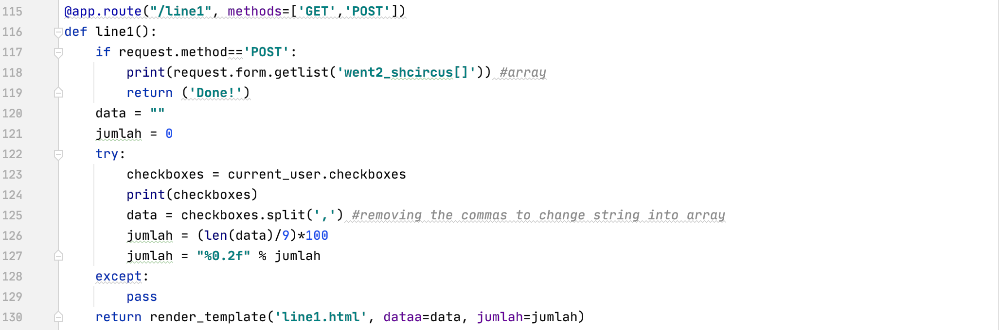 115 @app.route("/line1", methods=['GET','POST'])
116 def line1():
117     if request.method=='POST':
118         print(request.form.getlist('went2_shcircus[]')) #array
119         return ('Done!')
120     data = ""
121     jumlah = 0
122     try:
123         checkboxes = current_user.checkboxes
124         print(checkboxes)
125         data = checkboxes.split(',') #removing the commas to change string into array
126         jumlah = (len(data)/9)*100
127         jumlah = "%0.2f" % jumlah
128     except:
129         pass
130     return render_template('line1.html', dataa=data, jumlah=jumlah)